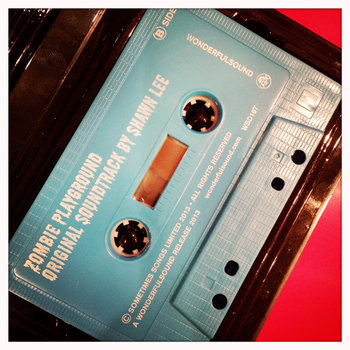 B SIDE
WONDERFULSOUND
WSD18T
ZOMBIE PLAYGROUND
ORIGINAL SOUNDTRACK BY SHAWN LEE
© SOMETIMES SONGS LIMITED 2013 • ALL RIGHTS RESERVED
A WONDERFULSOUND RELEASE 2013
wonderfulsound.com